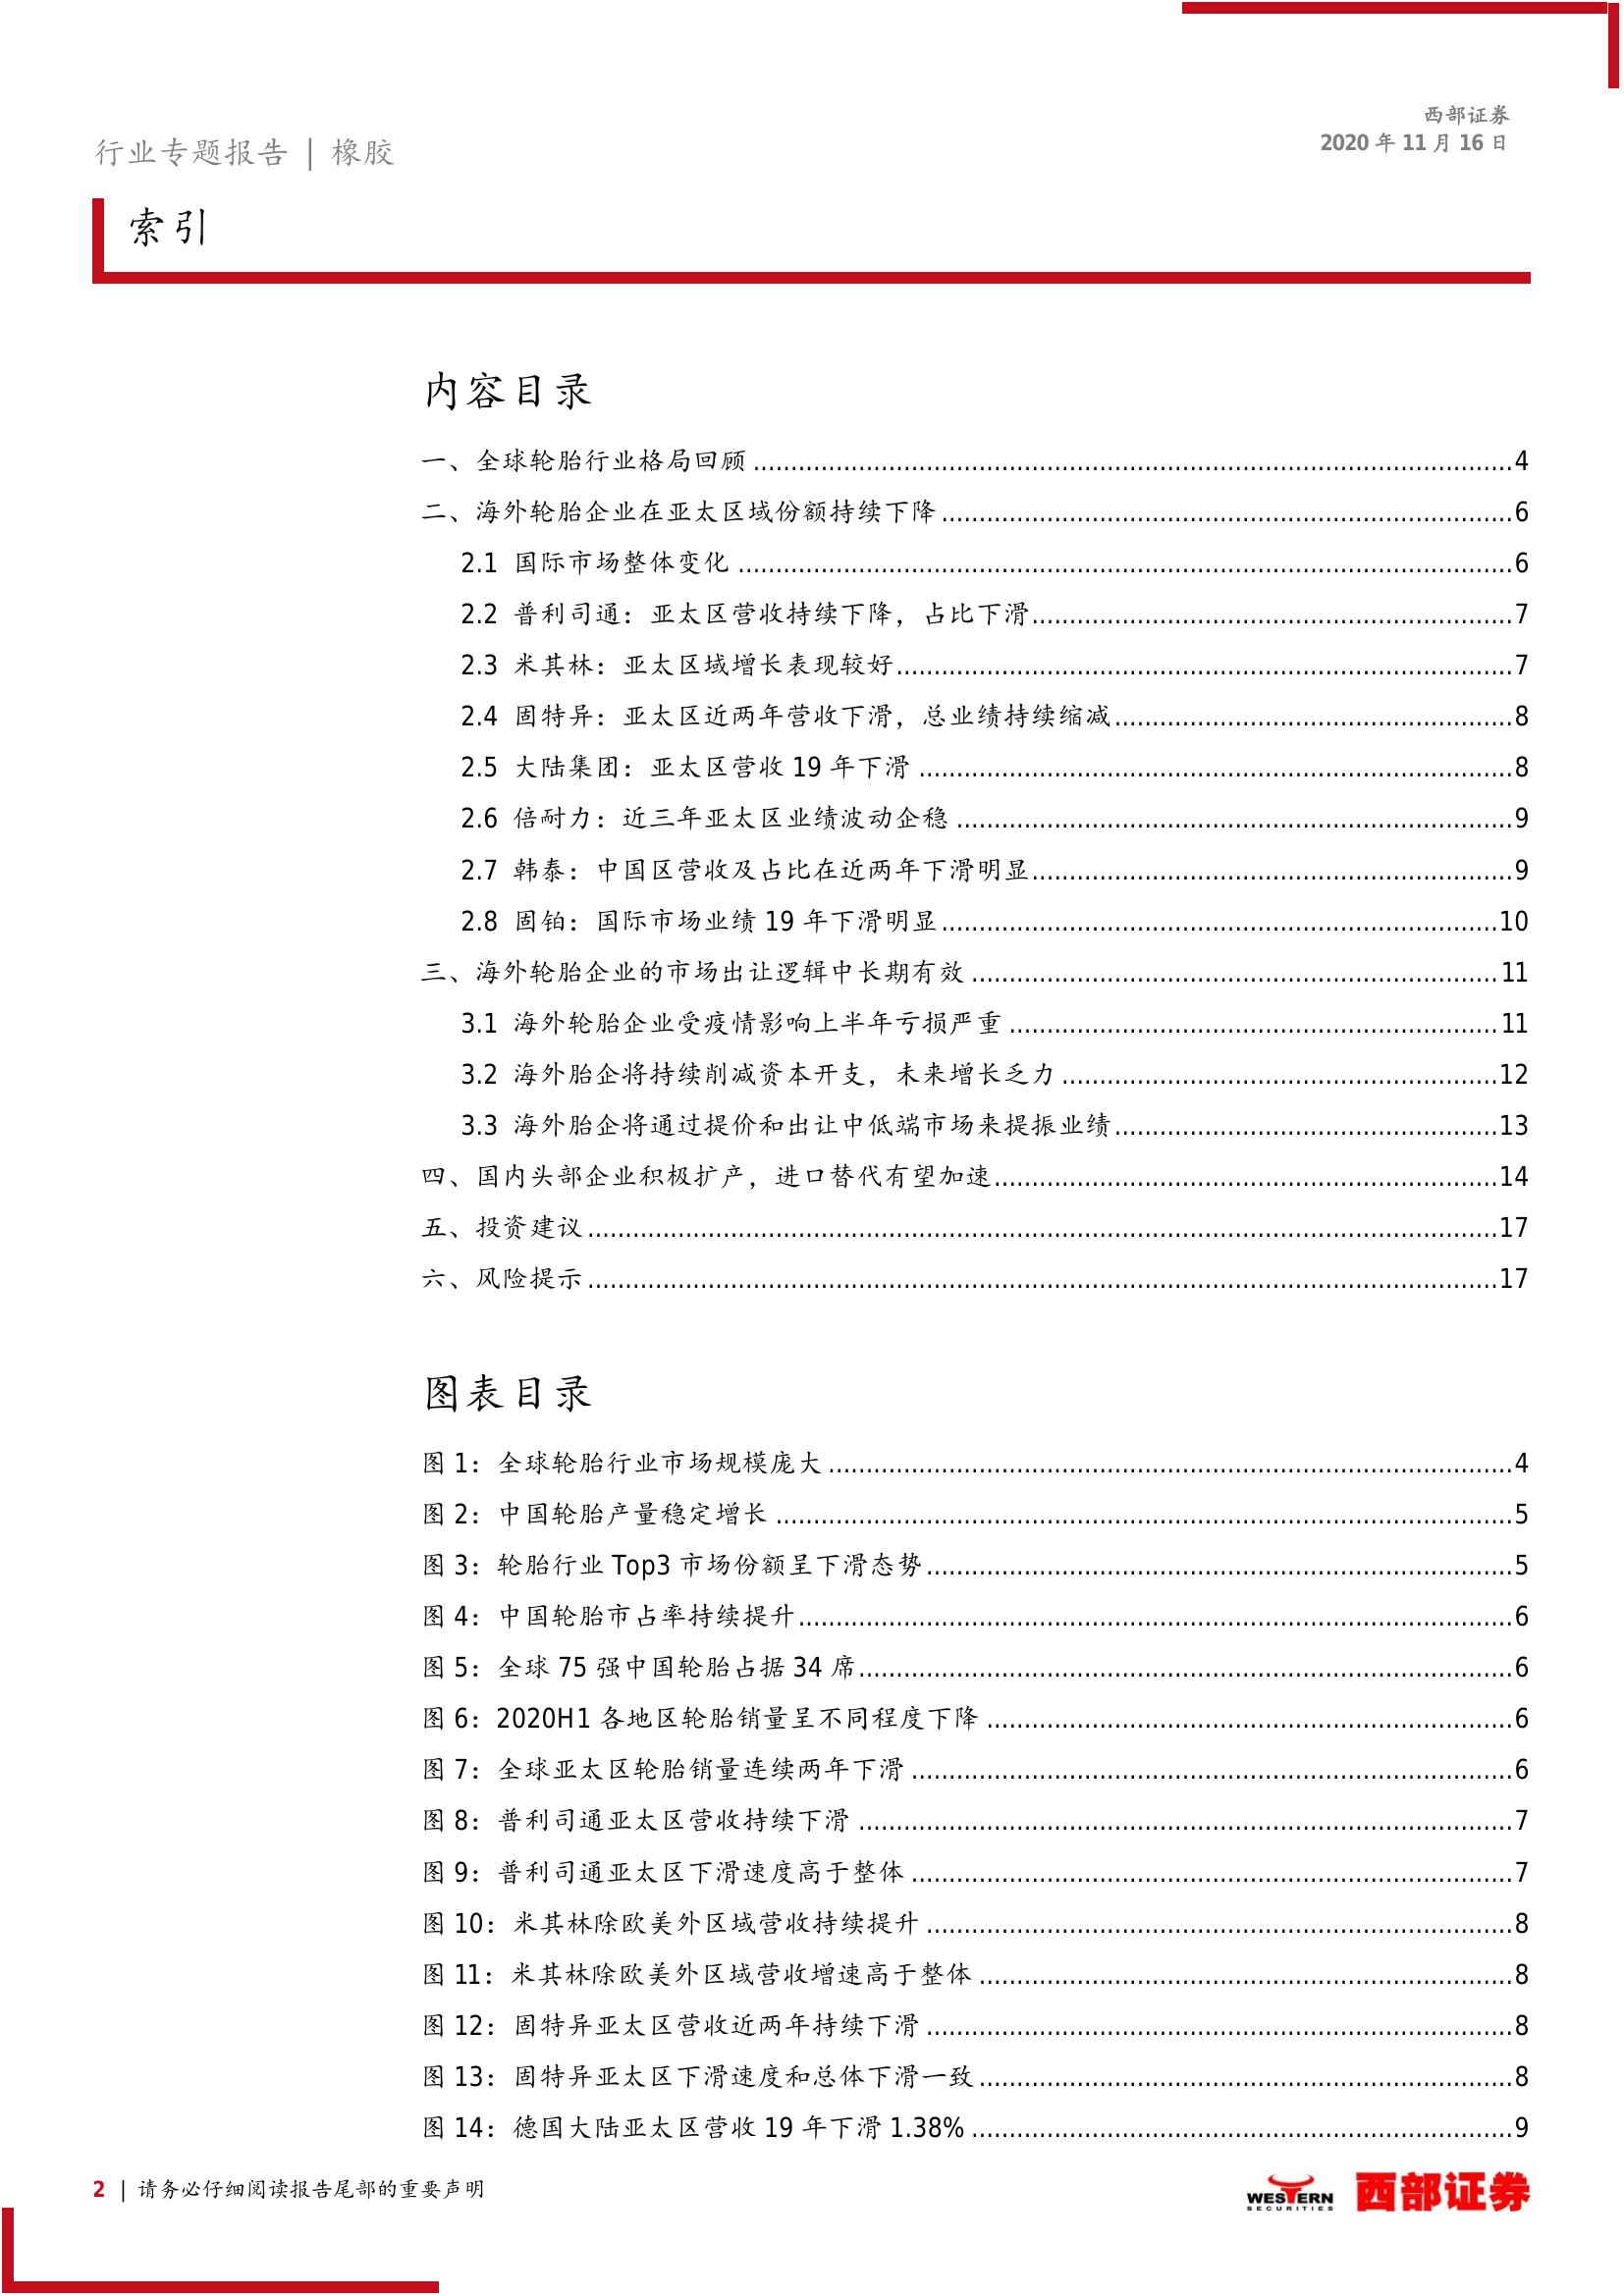 西部证券
2020 年 11 月 16 日
行业专题报告 | 橡胶
索引
内容目录
一、全球轮胎行业格局回顾 4
二、海外轮胎企业在亚太区域份额持续下降 6
2.1 国际市场整体变化 6
2.2 普利司通：亚太区营收持续下降，占比下滑 7
2.3 米其林：亚太区域增长表现较好 7
2.4 固特异：亚太区近两年营收下滑，总业绩持续缩减 8
2.5 大陆集团：亚太区营收 19 年下滑 8
2.6 倍耐力：近三年亚太区业绩波动企稳 9
2.7 韩泰：中国区营收及占比在近两年下滑明显 9
2.8 固铂：国际市场业绩 19 年下滑明显 10
三、海外轮胎企业的市场出让逻辑中长期有效 11
3.1 海外轮胎企业受疫情影响上半年亏损严重 11
3.2 海外胎企将持续削减资本开支，未来增长乏力 12
3.3 海外胎企将通过提价和出让中低端市场来提振业绩 13
四、国内头部企业积极扩产，进口替代有望加速 14
五、投资建议 17
六、风险提示 17
图表目录
图 1：全球轮胎行业市场规模庞大 4
图 2：中国轮胎产量稳定增长 5
图 3：轮胎行业 Top3 市场份额呈下滑态势 5
图 4：中国轮胎市占率持续提升 6
图 5：全球 75 强中国轮胎占据 34 席 6
图 6：2020H1 各地区轮胎销量呈不同程度下降 6
图 7：全球亚太区轮胎销量连续两年下滑 6
图 8：普利司通亚太区营收持续下滑 7
图 9：普利司通亚太区下滑速度高于整体 7
图 10：米其林除欧美外区域营收持续提升 8
图 11：米其林除欧美外区域营收增速高于整体 8
图 12：固特异亚太区营收近两年持续下滑 8
图 13：固特异亚太区下滑速度和总体下滑一致 8
图 14：德国大陆亚太区营收 19 年下滑 1.38% 9
2 | 请务必仔细阅读报告尾部的重要声明
WESTERN
SECURITIES
西部证券